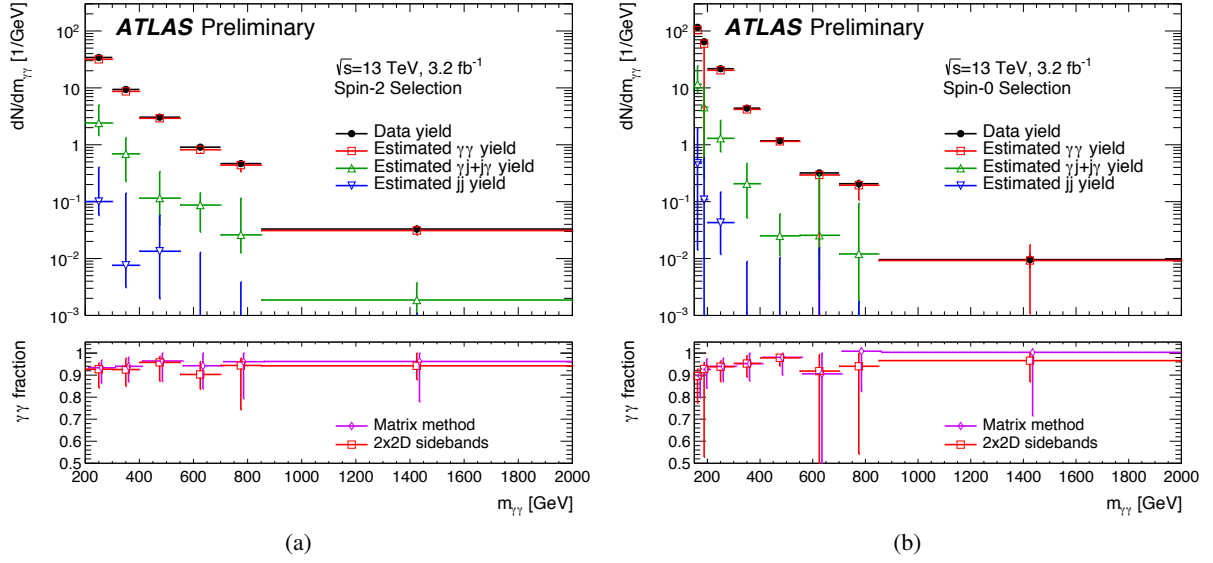 ATLAS Preliminary
√s=13 TeV, 3.2 fb⁻¹
Spin-2 Selection
Data yield
Estimated γγ yield
Estimated γj+jγ yield
Estimated jj yield
dN/dm_γγ [1/GeV]
10²
10
1
10⁻¹
10⁻²
10⁻³
γγ fraction
1
0.9
0.8
0.7
0.6
0.5
Matrix method
2x2D sidebands
200 400 600 800 1000 1200 1400 1600 1800 2000
m_γγ [GeV]
(a)
ATLAS Preliminary
√s=13 TeV, 3.2 fb⁻¹
Spin-0 Selection
Data yield
Estimated γγ yield
Estimated γj+jγ yield
Estimated jj yield
dN/dm_γγ [1/GeV]
10²
10
1
10⁻¹
10⁻²
10⁻³
γγ fraction
1
0.9
0.8
0.7
0.6
0.5
Matrix method
2x2D sidebands
200 400 600 800 1000 1200 1400 1600 1800 2000
m_γγ [GeV]
(b)